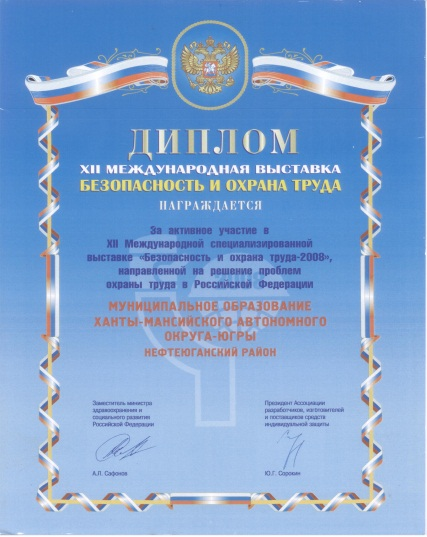 ДИПЛОМ
XII МЕЖДУНАРОДНАЯ ВЫСТАВКА
БЕЗОПАСНОСТЬ И ОХРАНА ТРУДА
НАГРАЖДАЕТСЯ
За активное участие в
XII Международной специализированной
выставке «Безопасность и охрана труда-2008»,
направленной на решение проблем
охраны труда в Российской Федерации
МУНИЦИПАЛЬНОЕ ОБРАЗОВАНИЕ
ХАНТЫ-МАНСИЙСКОГО АВТОНОМНОГО
ОКРУГА-ЮГРЫ
НЕФТЕЮГАНСКИЙ РАЙОН
Заместитель министра
здравоохранения и
социального развития
Российской Федерации
А.Л. Сафонов
Президент Ассоциации
разработчиков, изготовителей
и поставщиков средств
индивидуальной защиты
Ю.Г. Сорокин